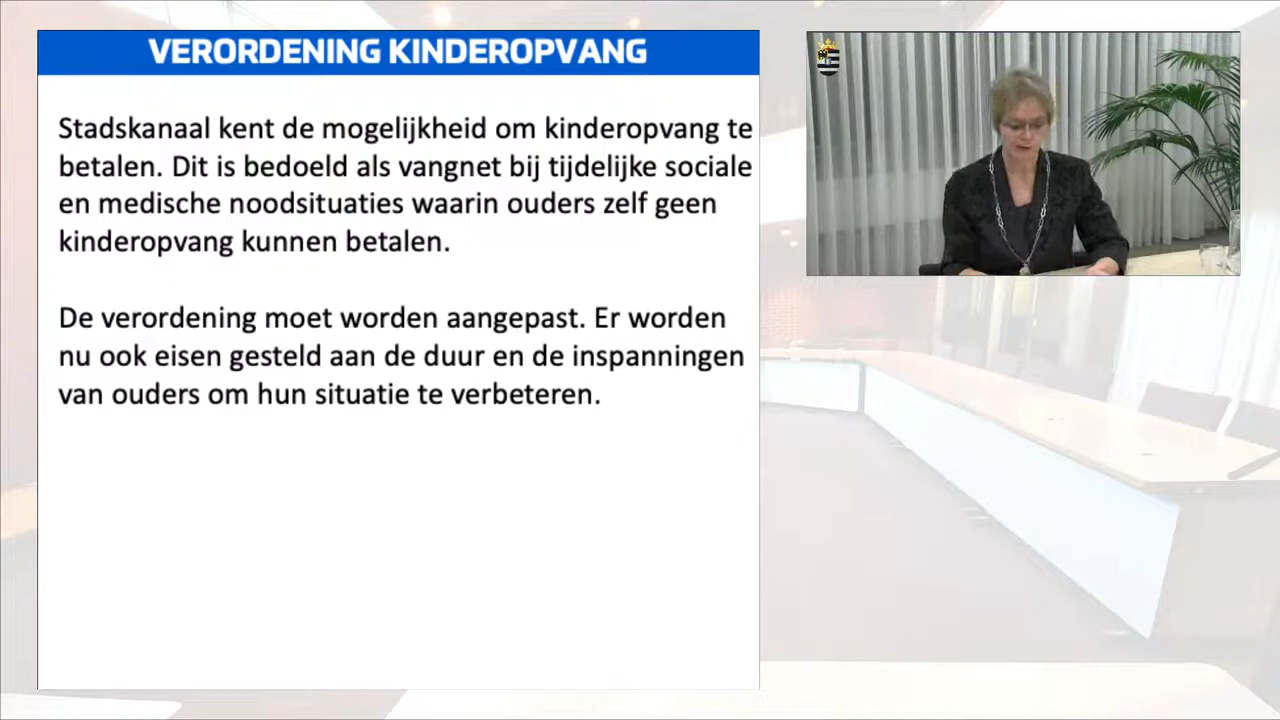 VERORDENING KINDEROPVANG
Stadskanaal kent de mogelijkheid om kinderopvang te
betalen. Dit is bedoeld als vangnet bij tijdelijke sociale
en medische noodsituaties waarin ouders zelf geen
kinderopvang kunnen betalen.
De verordening moet worden aangepast. Er worden
nu ook eisen gesteld aan de duur en de inspanningen
van ouders om hun situatie te verbeteren.